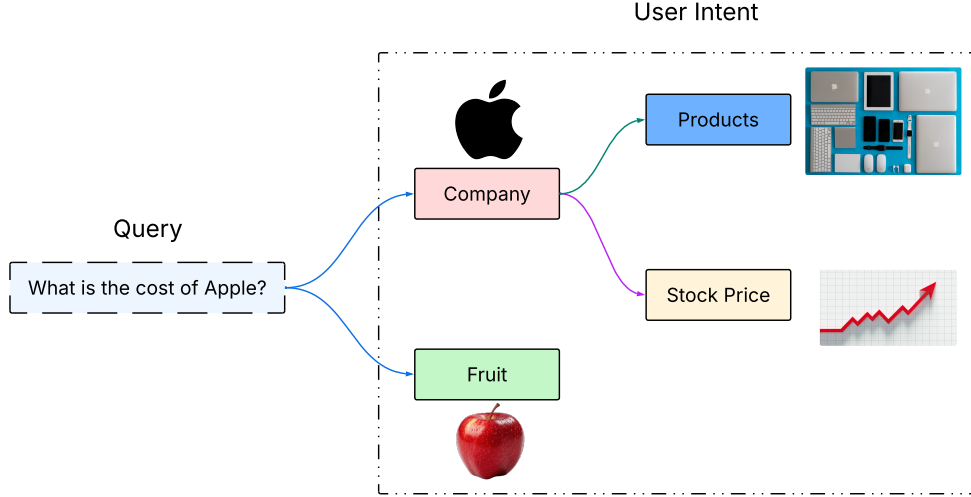 User Intent
Products
Company
Query
What is the cost of Apple?
Stock Price
Fruit